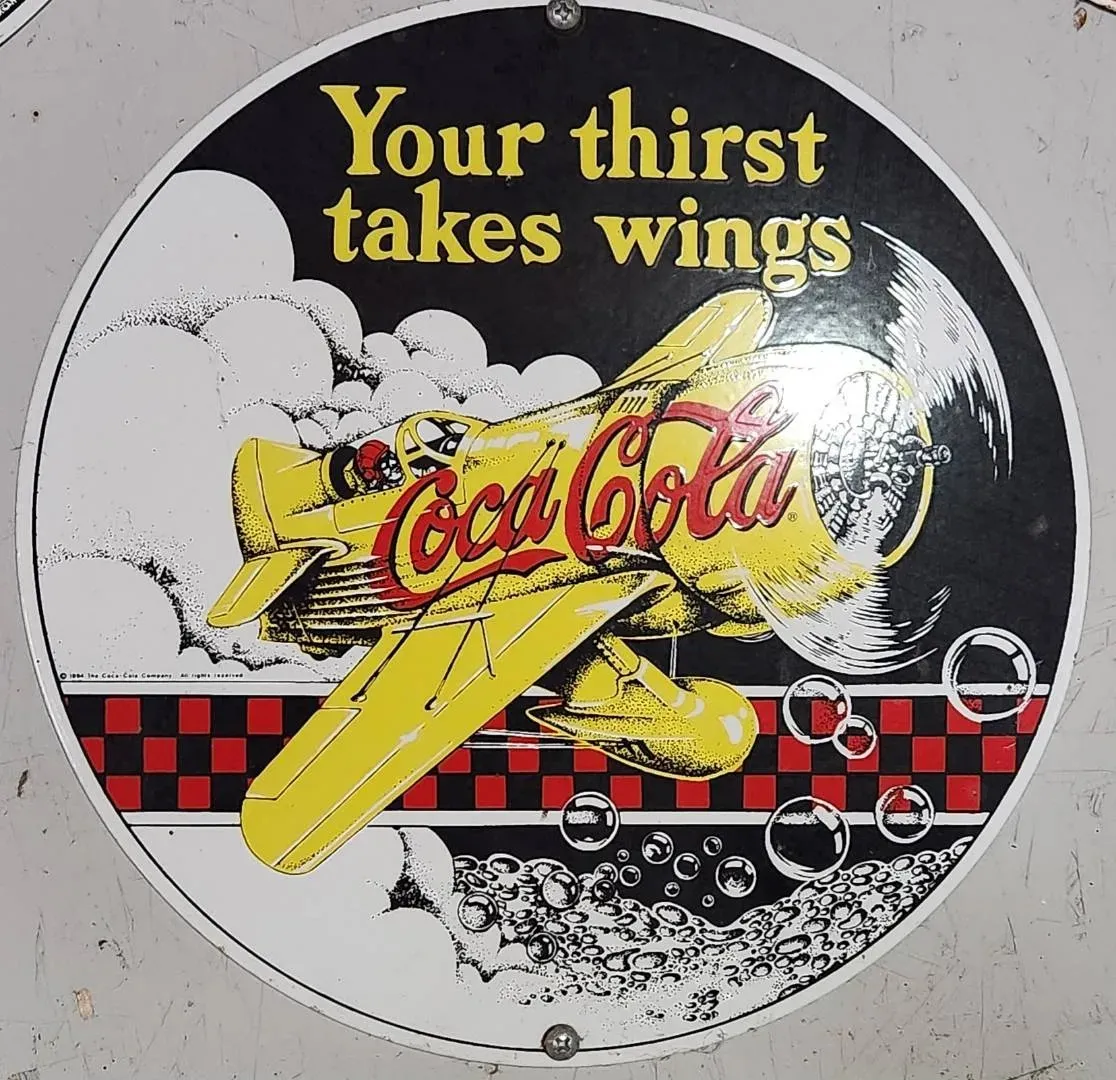 Your thirst
takes wings
Coca-Cola ®
© 1994 The Coca-Cola Company All rights reserved